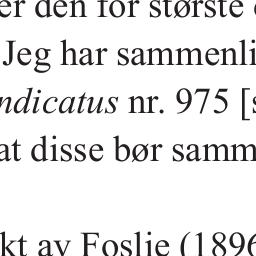 er den for største
Jeg har sammenli
ndicatus nr. 975 [s
at disse bør samm
kt av Foslie (1896